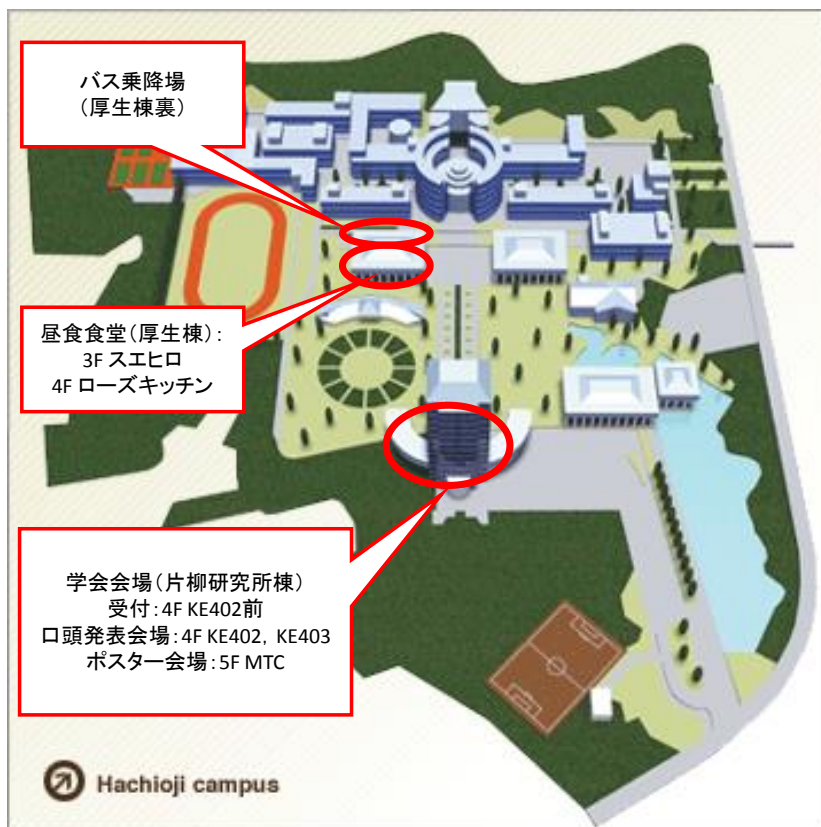 バス乗降場
（厚生棟裏）
昼食食堂（厚生棟）：
3F スエヒロ
4F ローズキッチン
学会会場（片柳研究所棟）
受付：4F KE402前
口頭発表会場：4F KE402，KE403
ポスター会場：5F MTC
Hachioji campus